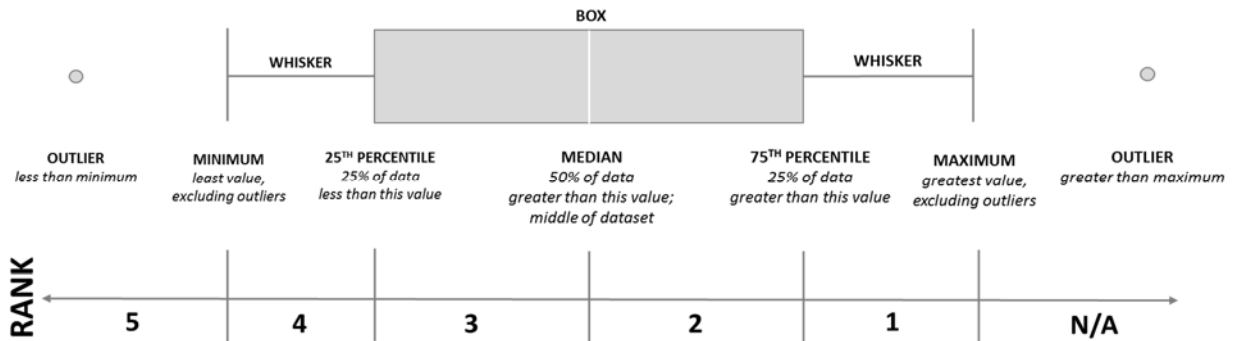 BOX
WHISKER
WHISKER
OUTLIER
less than minimum
MINIMUM
least value,
excluding outliers
25TH PERCENTILE
25% of data
less than this value
MEDIAN
50% of data
greater than this value;
middle of dataset
75TH PERCENTILE
25% of data
greater than this value
MAXIMUM
greatest value,
excluding outliers
OUTLIER
greater than maximum
RANK
5
4
3
2
1
N/A